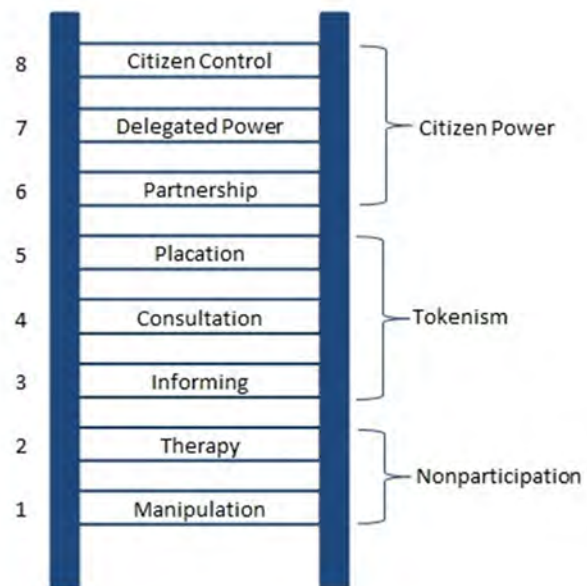 8 Citizen Control
7 Delegated Power
Citizen Power
6 Partnership
5 Placation
4 Consultation
Tokenism
3 Informing
2 Therapy
Nonparticipation
1 Manipulation